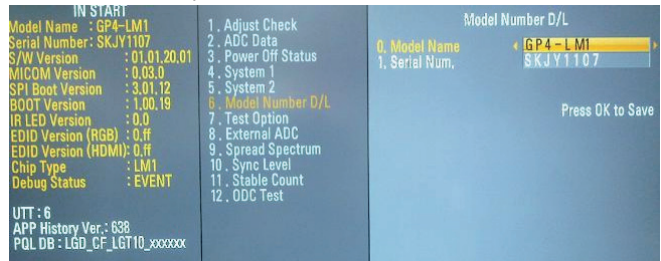 IN START
Model Name : GP4-LM1
Serial Number : SKJY1107
S/W Version : 01.01.20.01
MICOM Version : 0.03.0
SPI Boot Version : 3.01.12
BOOT Version : 1.00.19
IR LED Version : 0.0
EDID Version (RGB) : 0.ff
EDID Version (HDMI): 0.ff
Chip Type : LM1
Debug Status : EVENT
UTT : 6
APP History Ver.: 638
PQL DB : LGD_CF_LGT10_xxxxxx
1 . Adjust Check
2 . ADC Data
3 . Power Off Status
4 . System 1
5 . System 2
6 . Model Number D/L
7 . Test Option
8 . External ADC
9 . Spread Spectrum
10 . Sync Level
11 . Stable Count
12 . ODC Test
Model Number D/L
0. Model Name GP4-LM1
1. Serial Num. SKJY1107
Press OK to Save